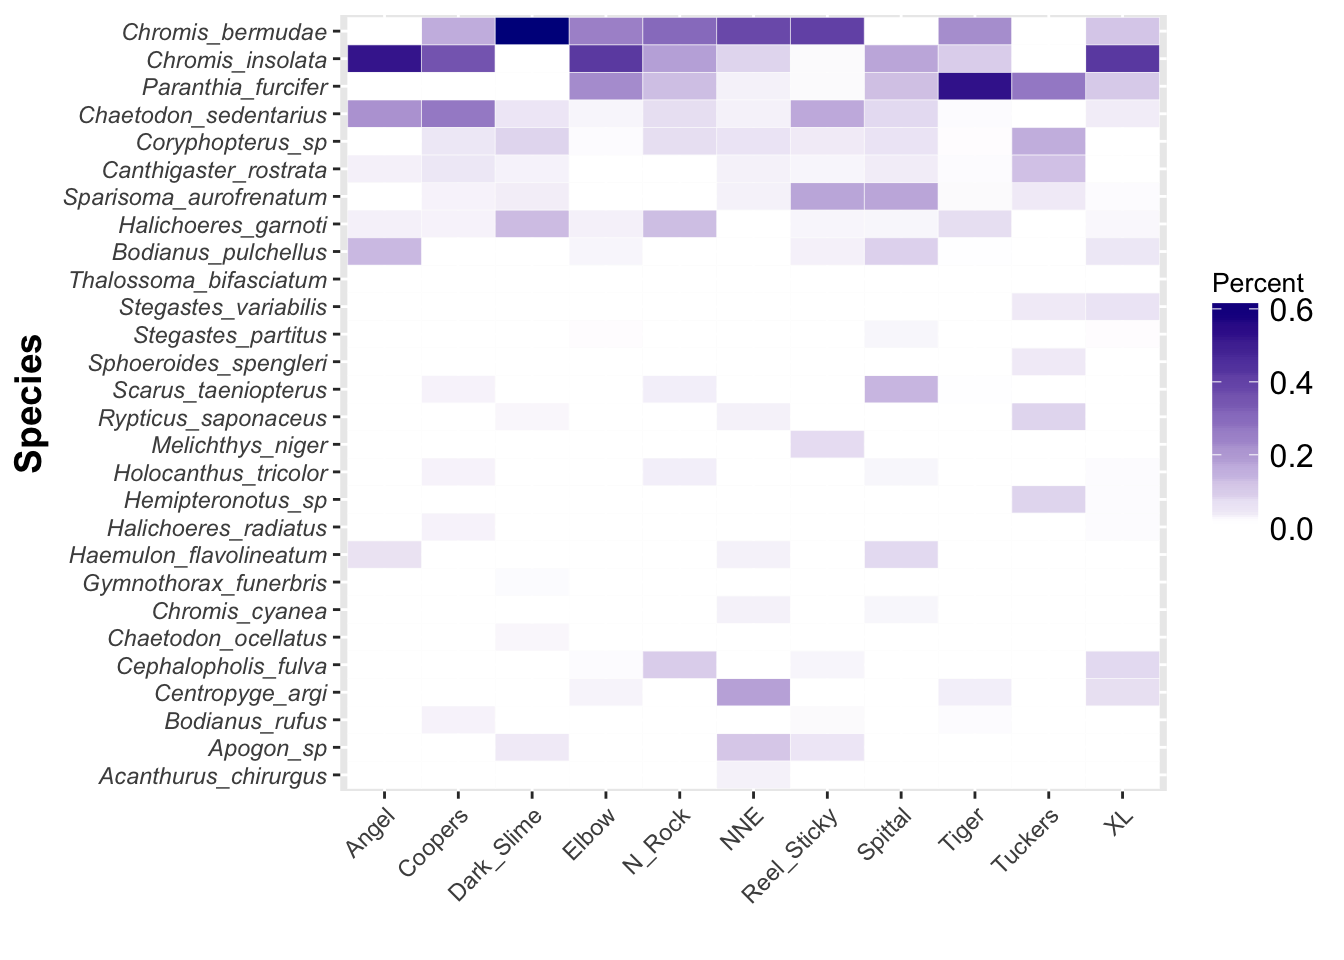 Species
Chromis_bermudae
Chromis_insolata
Paranthia_furcifer
Chaetodon_sedentarius
Coryphopterus_sp
Canthigaster_rostrata
Sparisoma_aurofrenatum
Halichoeres_garnoti
Bodianus_pulchellus
Thalossoma_bifasciatum
Stegastes_variabilis
Stegastes_partitus
Sphoeroides_spengleri
Scarus_taeniopterus
Rypticus_saponaceus
Melichthys_niger
Holocanthus_tricolor
Hemipteronotus_sp
Halichoeres_radiatus
Haemulon_flavolineatum
Gymnothorax_funerbris
Chromis_cyanea
Chaetodon_ocellatus
Cephalopholis_fulva
Centropyge_argi
Bodianus_rufus
Apogon_sp
Acanthurus_chirurgus
Angel
Coopers
Dark_Slime
Elbow
N_Rock
NNE
Reel_Sticky
Spittal
Tiger
Tuckers
XL
Percent
0.6
0.4
0.2
0.0